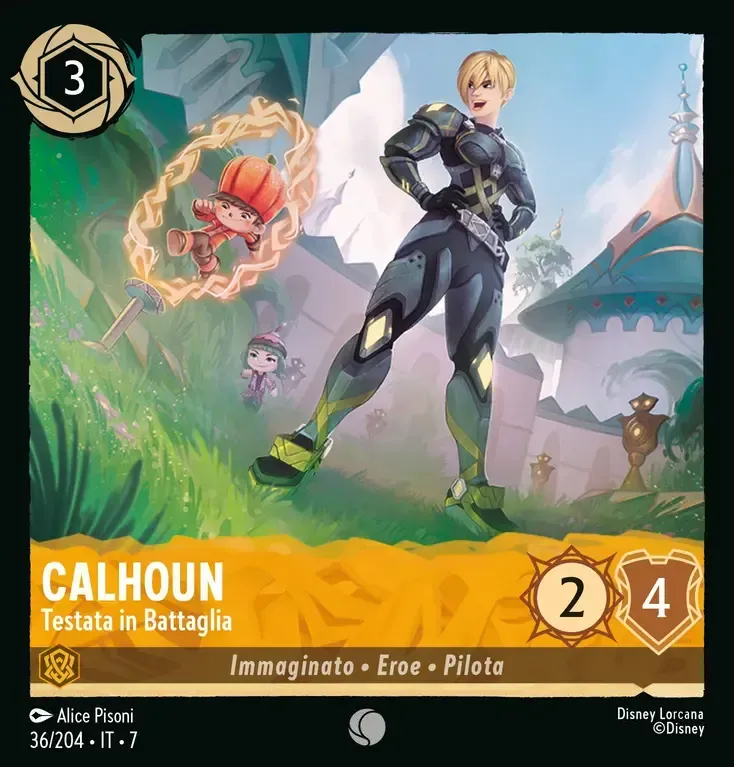 3
CALHOUN
Testata in Battaglia
2
4
Immaginato • Eroe • Pilota
Alice Pisoni
Disney Lorcana
36/204 • IT • 7
©Disney